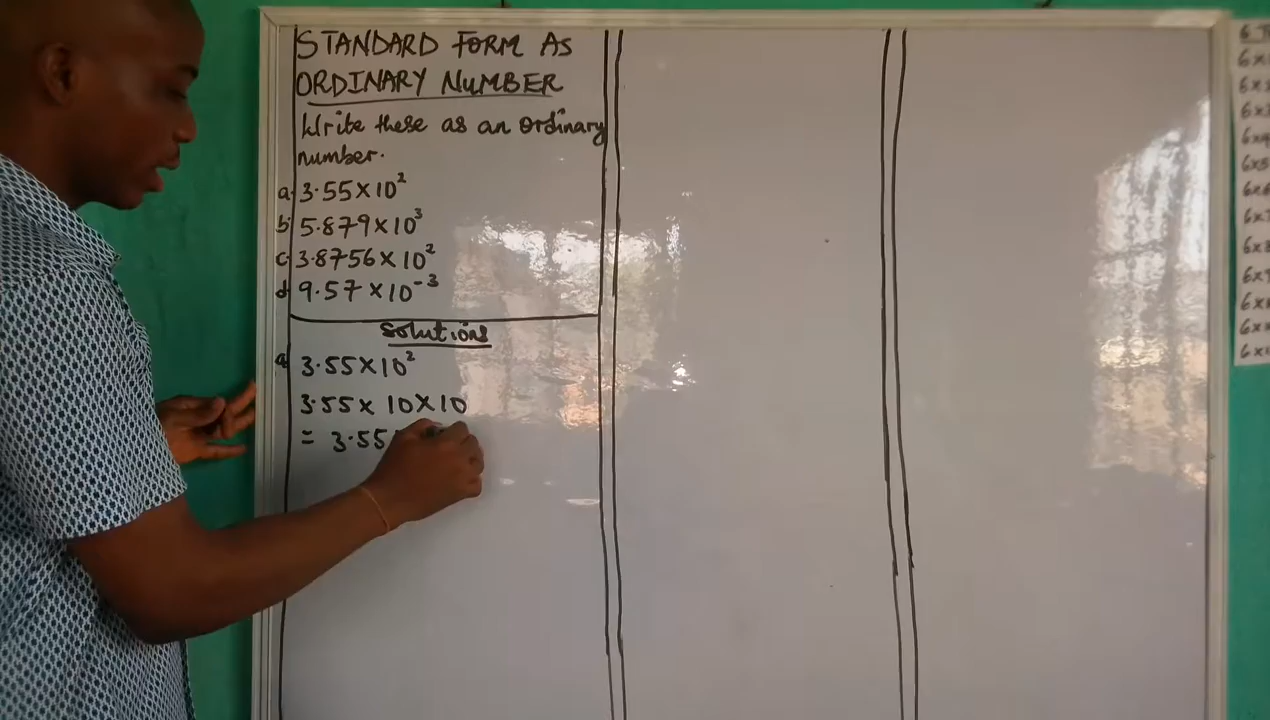 STANDARD FORM AS
ORDINARY NUMBER
Write these as an ordinary
number.
a. 3.55×10²
b. 5.879×10³
c. 3.8756×10²
d. 9.57×10⁻³
Solutions
a. 3.55×10²
3.55× 10×10
= 3.55